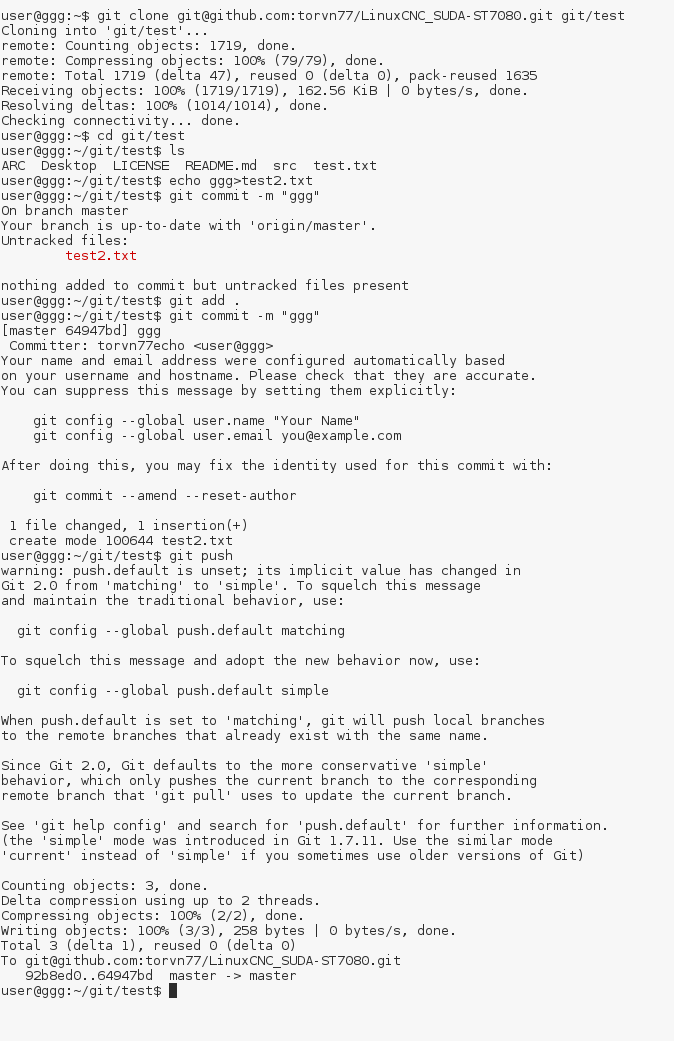 user@ggg:~$ git clone git@github.com:torvn77/LinuxCNC_SUDA-ST7080.git git/test
Cloning into 'git/test'...
remote: Counting objects: 1719, done.
remote: Compressing objects: 100% (79/79), done.
remote: Total 1719 (delta 47), reused 0 (delta 0), pack-reused 1635
Receiving objects: 100% (1719/1719), 162.56 KiB | 0 bytes/s, done.
Resolving deltas: 100% (1014/1014), done.
Checking connectivity... done.
user@ggg:~$ cd git/test
user@ggg:~/git/test$ ls
ARC  Desktop  LICENSE  README.md  src  test.txt
user@ggg:~/git/test$ echo ggg>test2.txt
user@ggg:~/git/test$ git commit -m "ggg"
On branch master
Your branch is up-to-date with 'origin/master'.
Untracked files:
        test2.txt

nothing added to commit but untracked files present
user@ggg:~/git/test$ git add .
user@ggg:~/git/test$ git commit -m "ggg"
[master 64947bd] ggg
 Committer: torvn77echo <user@ggg>
Your name and email address were configured automatically based
on your username and hostname. Please check that they are accurate.
You can suppress this message by setting them explicitly:

    git config --global user.name "Your Name"
    git config --global user.email you@example.com

After doing this, you may fix the identity used for this commit with:

    git commit --amend --reset-author

 1 file changed, 1 insertion(+)
 create mode 100644 test2.txt
user@ggg:~/git/test$ git push
warning: push.default is unset; its implicit value has changed in
Git 2.0 from 'matching' to 'simple'. To squelch this message
and maintain the traditional behavior, use:

  git config --global push.default matching

To squelch this message and adopt the new behavior now, use:

  git config --global push.default simple

When push.default is set to 'matching', git will push local branches
to the remote branches that already exist with the same name.

Since Git 2.0, Git defaults to the more conservative 'simple'
behavior, which only pushes the current branch to the corresponding
remote branch that 'git pull' uses to update the current branch.

See 'git help config' and search for 'push.default' for further information.
(the 'simple' mode was introduced in Git 1.7.11. Use the similar mode
'current' instead of 'simple' if you sometimes use older versions of Git)

Counting objects: 3, done.
Delta compression using up to 2 threads.
Compressing objects: 100% (2/2), done.
Writing objects: 100% (3/3), 258 bytes | 0 bytes/s, done.
Total 3 (delta 1), reused 0 (delta 0)
To git@github.com:torvn77/LinuxCNC_SUDA-ST7080.git
   92b8ed0..64947bd  master -> master
user@ggg:~/git/test$